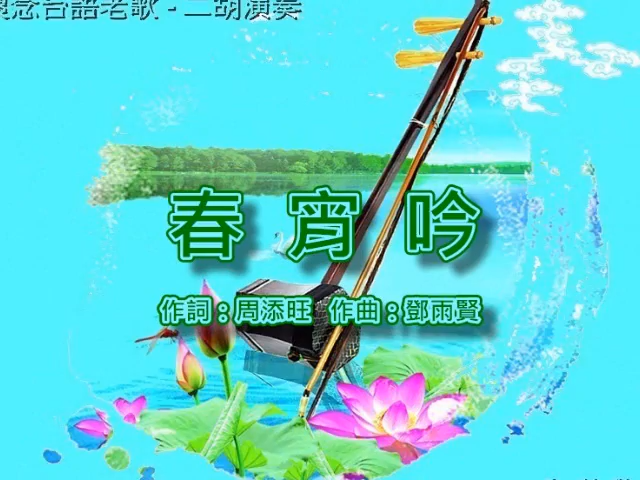 懷念台語老歌 - 二胡演奏
春宵吟
作詞：周添旺 作曲：鄧雨賢